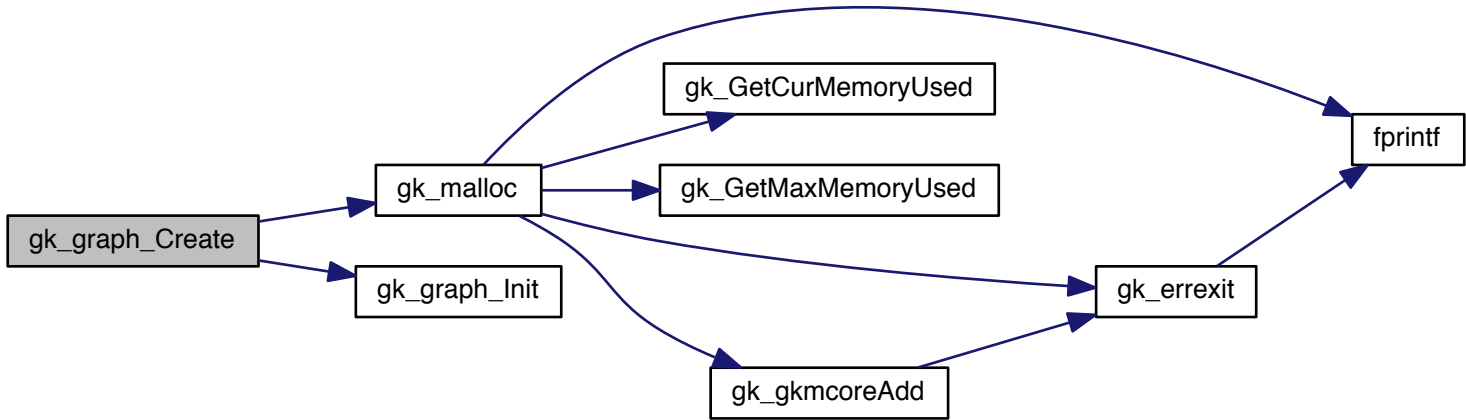 gk_graph_Create
gk_malloc
gk_graph_Init
gk_GetCurMemoryUsed
gk_GetMaxMemoryUsed
gk_gkmcoreAdd
gk_errexit
fprintf